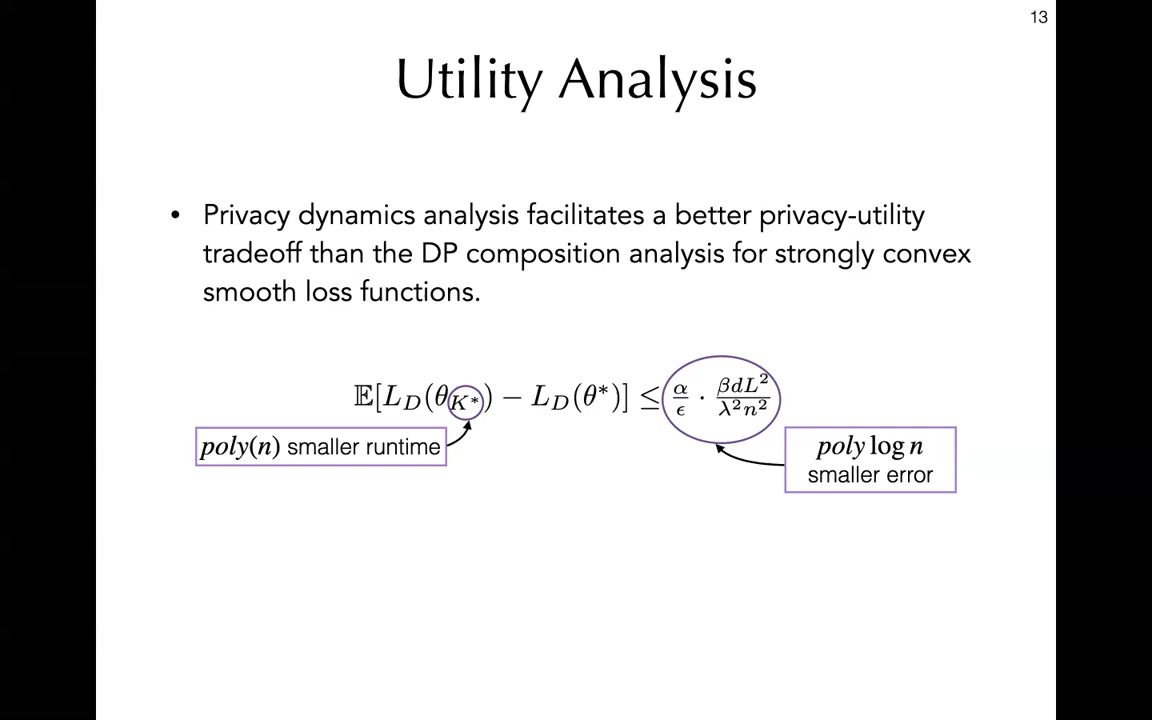 13
Utility Analysis
• Privacy dynamics analysis facilitates a better privacy-utility
tradeoff than the DP composition analysis for strongly convex
smooth loss functions.
𝔼[L_D(θ_{K*}) − L_D(θ*)] ≤ α/ϵ · βdL²/λ²n²
poly(n) smaller runtime
poly log n
smaller error